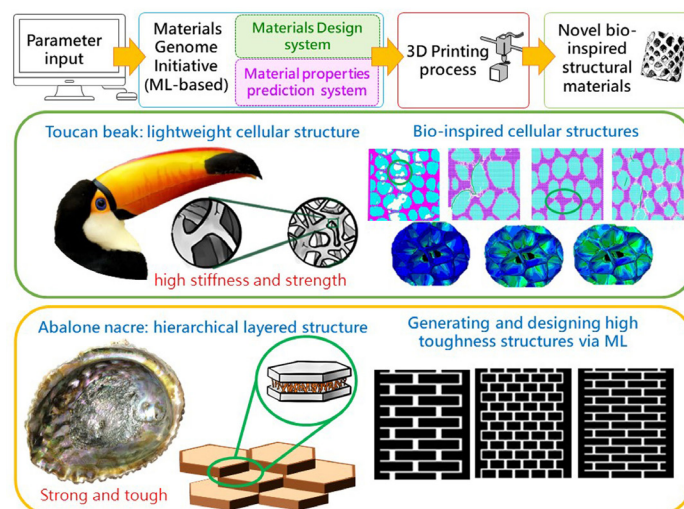 Parameter
input
Materials
Genome
Initiative
(ML-based)
Materials Design
system
Material properties
prediction system
3D Printing
process
Novel bio-
inspired
structural
materials
Toucan beak: lightweight cellular structure
high stiffness and strength
Bio-inspired cellular structures
Abalone nacre: hierarchical layered structure
Strong and tough
Generating and designing high
toughness structures via ML